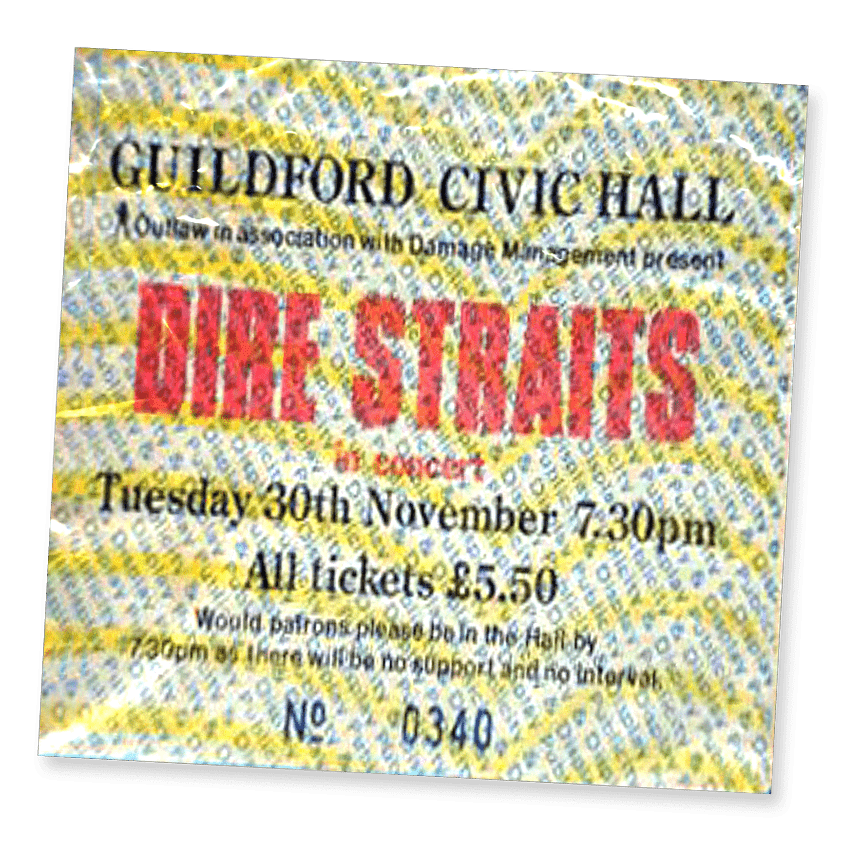 GUILDFORD CIVIC HALL
Outlaw in association with Damage Management present
DIRE STRAITS
in concert
Tuesday 30th November 7.30pm
All tickets £5.50
Would patrons please be in the Hall by
7.30pm as there will be no support and no interval.
Nº 0340